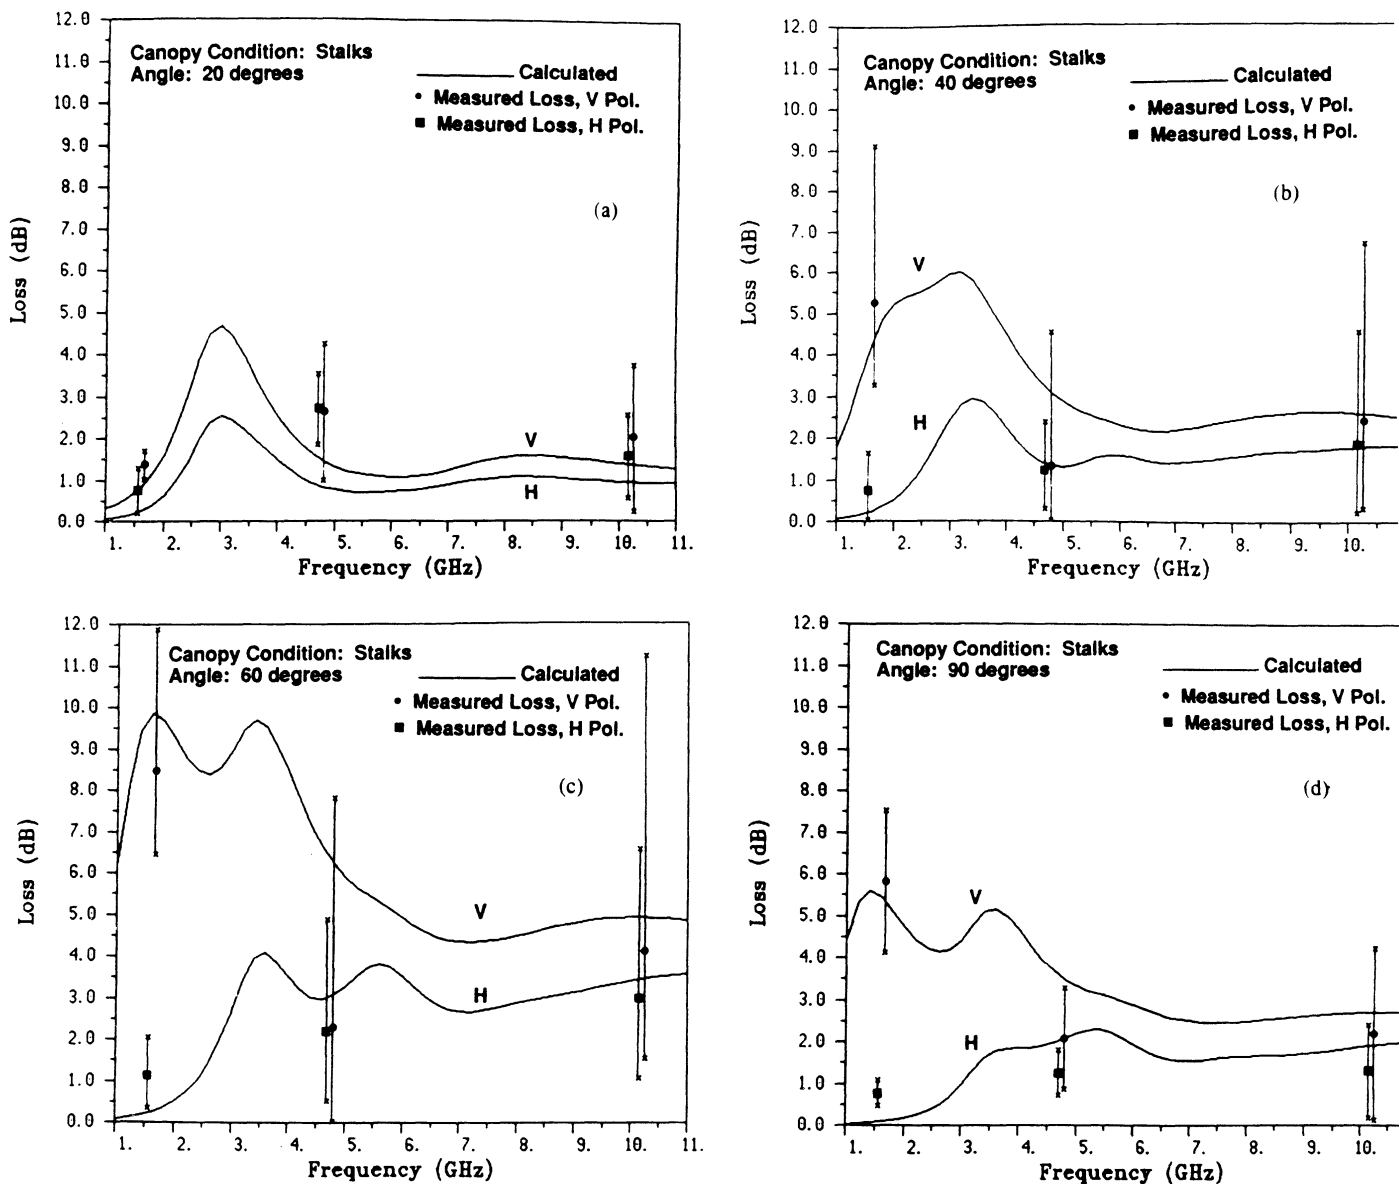 12.0
11.0
10.0
9.0
8.0
7.0
6.0
5.0
4.0
3.0
2.0
1.0
0.0
Loss (dB)
Canopy Condition: Stalks
Angle: 20 degrees
Calculated
Measured Loss, V Pol.
Measured Loss, H Pol.
(a)
V
H
1. 2. 3. 4. 5. 6. 7. 8. 9. 10. 11.
Frequency (GHz)
12.0
11.0
10.0
9.0
8.0
7.0
6.0
5.0
4.0
3.0
2.0
1.0
0.0
Loss (dB)
Canopy Condition: Stalks
Angle: 40 degrees
Calculated
Measured Loss, V Pol.
Measured Loss, H Pol.
(b)
V
H
1. 2. 3. 4. 5. 6. 7. 8. 9. 10.
Frequency (GHz)
12.0
11.0
10.0
9.0
8.0
7.0
6.0
5.0
4.0
3.0
2.0
1.0
0.0
Loss (dB)
Canopy Condition: Stalks
Angle: 60 degrees
Calculated
Measured Loss, V Pol.
Measured Loss, H Pol.
(c)
V
H
1. 2. 3. 4. 5. 6. 7. 8. 9. 10. 11.
Frequency (GHz)
12.0
11.0
10.0
9.0
8.0
7.0
6.0
5.0
4.0
3.0
2.0
1.0
0.0
Loss (dB)
Canopy Condition: Stalks
Angle: 90 degrees
Calculated
Measured Loss, V Pol.
Measured Loss, H Pol.
(d)
V
H
1. 2. 3. 4. 5. 6. 7. 8. 9. 10.
Frequency (GHz)